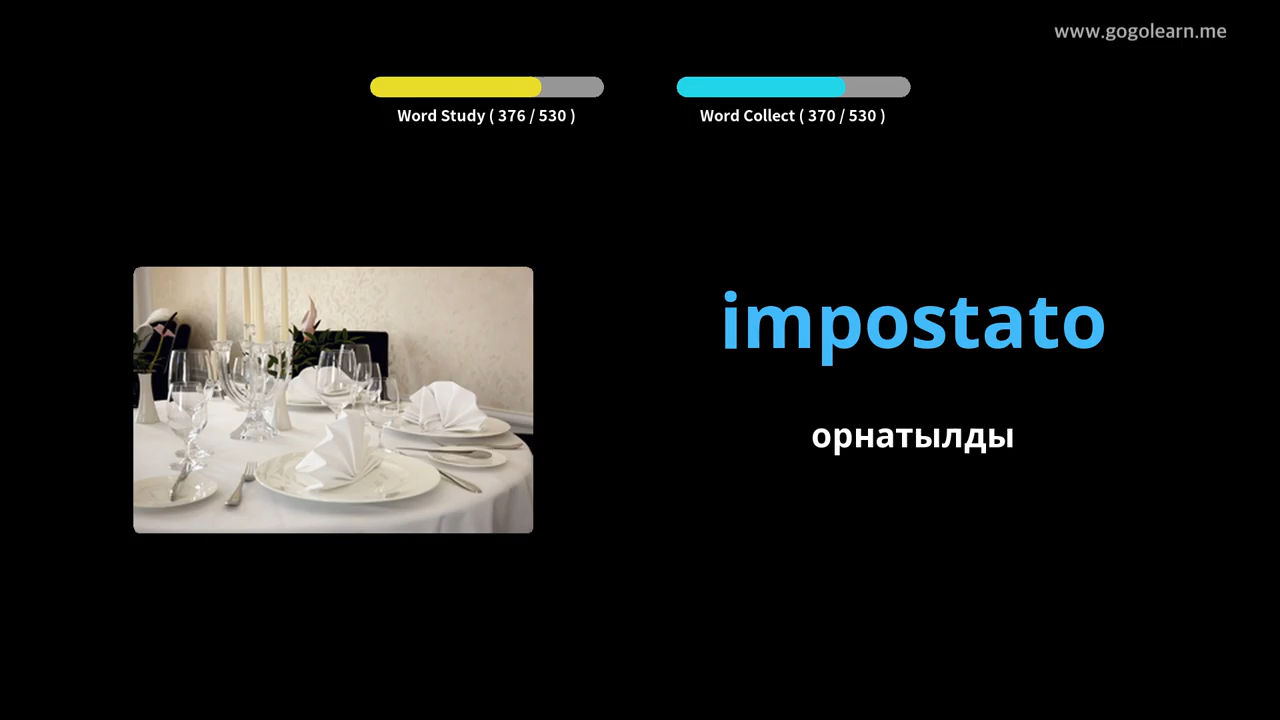 www.gogolearn.me
Word Study ( 376 / 530 )
Word Collect ( 370 / 530 )
impostato
орнатылды